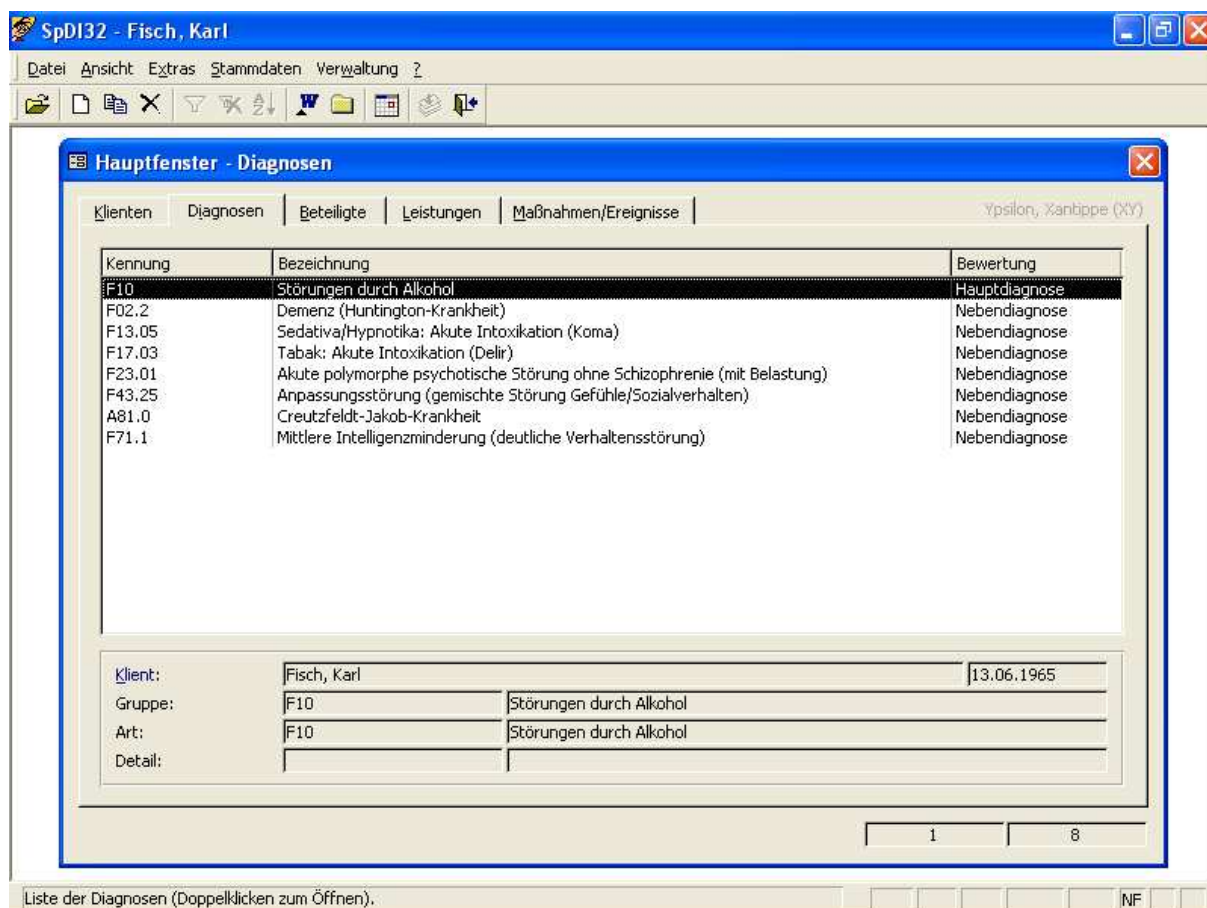 SpDI32 - Fisch, Karl
Datei Ansicht Extras Stammdaten Verwaltung ?
Hauptfenster - Diagnosen
Klienten Diagnosen Beteiligte Leistungen Maßnahmen/Ereignisse Ypsilon, Xantippe (XY)
Kennung Bezeichnung Bewertung
F10 Störungen durch Alkohol Hauptdiagnose
F02.2 Demenz (Huntington-Krankheit) Nebendiagnose
F13.05 Sedativa/Hypnotika: Akute Intoxikation (Koma) Nebendiagnose
F17.03 Tabak: Akute Intoxikation (Delir) Nebendiagnose
F23.01 Akute polymorphe psychotische Störung ohne Schizophrenie (mit Belastung) Nebendiagnose
F43.25 Anpassungsstörung (gemischte Störung Gefühle/Sozialverhalten) Nebendiagnose
A81.0 Creutzfeldt-Jakob-Krankheit Nebendiagnose
F71.1 Mittlere Intelligenzminderung (deutliche Verhaltensstörung) Nebendiagnose
Klient: Fisch, Karl 13.06.1965
Gruppe: F10 Störungen durch Alkohol
Art: F10 Störungen durch Alkohol
Detail:
1 8
Liste der Diagnosen (Doppelklicken zum Öffnen). NF